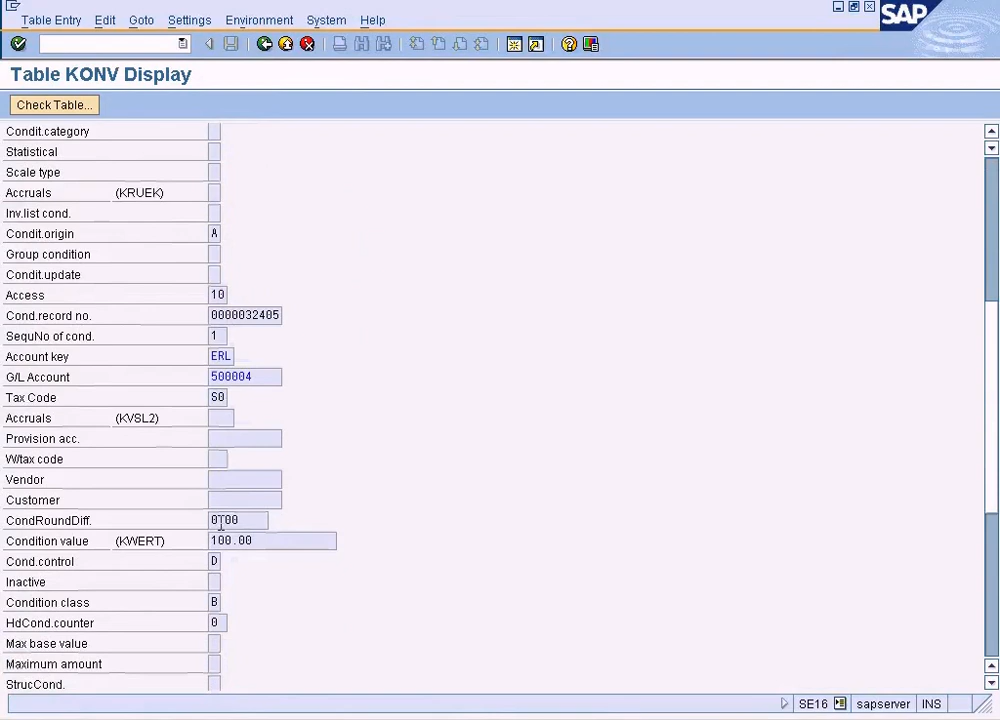 Table Entry Edit Goto Settings Environment System Help
SAP
Table KONV Display
Check Table...
Condit.category
Statistical
Scale type
Accruals (KRUEK)
Inv.list cond.
Condit.origin A
Group condition
Condit.update
Access 10
Cond.record no. 0000032405
SequNo of cond. 1
Account key ERL
G/L Account 500004
Tax Code S0
Accruals (KVSL2)
Provision acc.
W/tax code
Vendor
Customer
CondRoundDiff. 0.00
Condition value (KWERT) 100.00
Cond.control D
Inactive
Condition class B
HdCond.counter 0
Max base value
Maximum amount
StrucCond.
SE16 sapserver INS